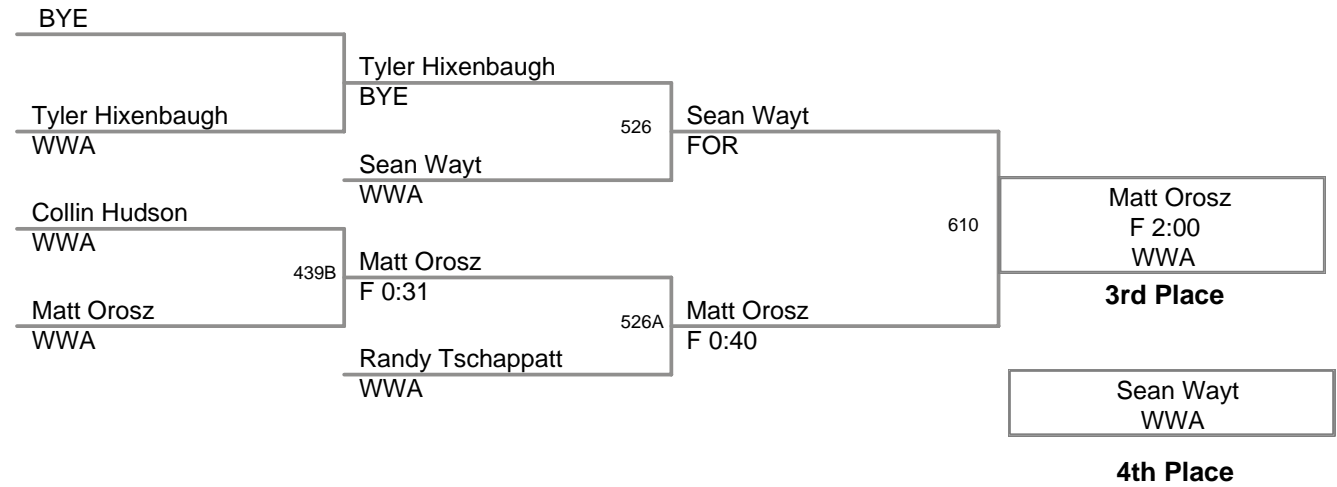 BYE
Tyler Hixenbaugh
WWA
Collin Hudson
WWA
439B
Matt Orosz
WWA
Tyler Hixenbaugh
BYE
526
Sean Wayt
WWA
Matt Orosz
F 0:31
526A
Randy Tschappatt
WWA
Sean Wayt
FOR
610
Matt Orosz
F 0:40
Matt Orosz
F 2:00
WWA
3rd Place
Sean Wayt
WWA
4th Place